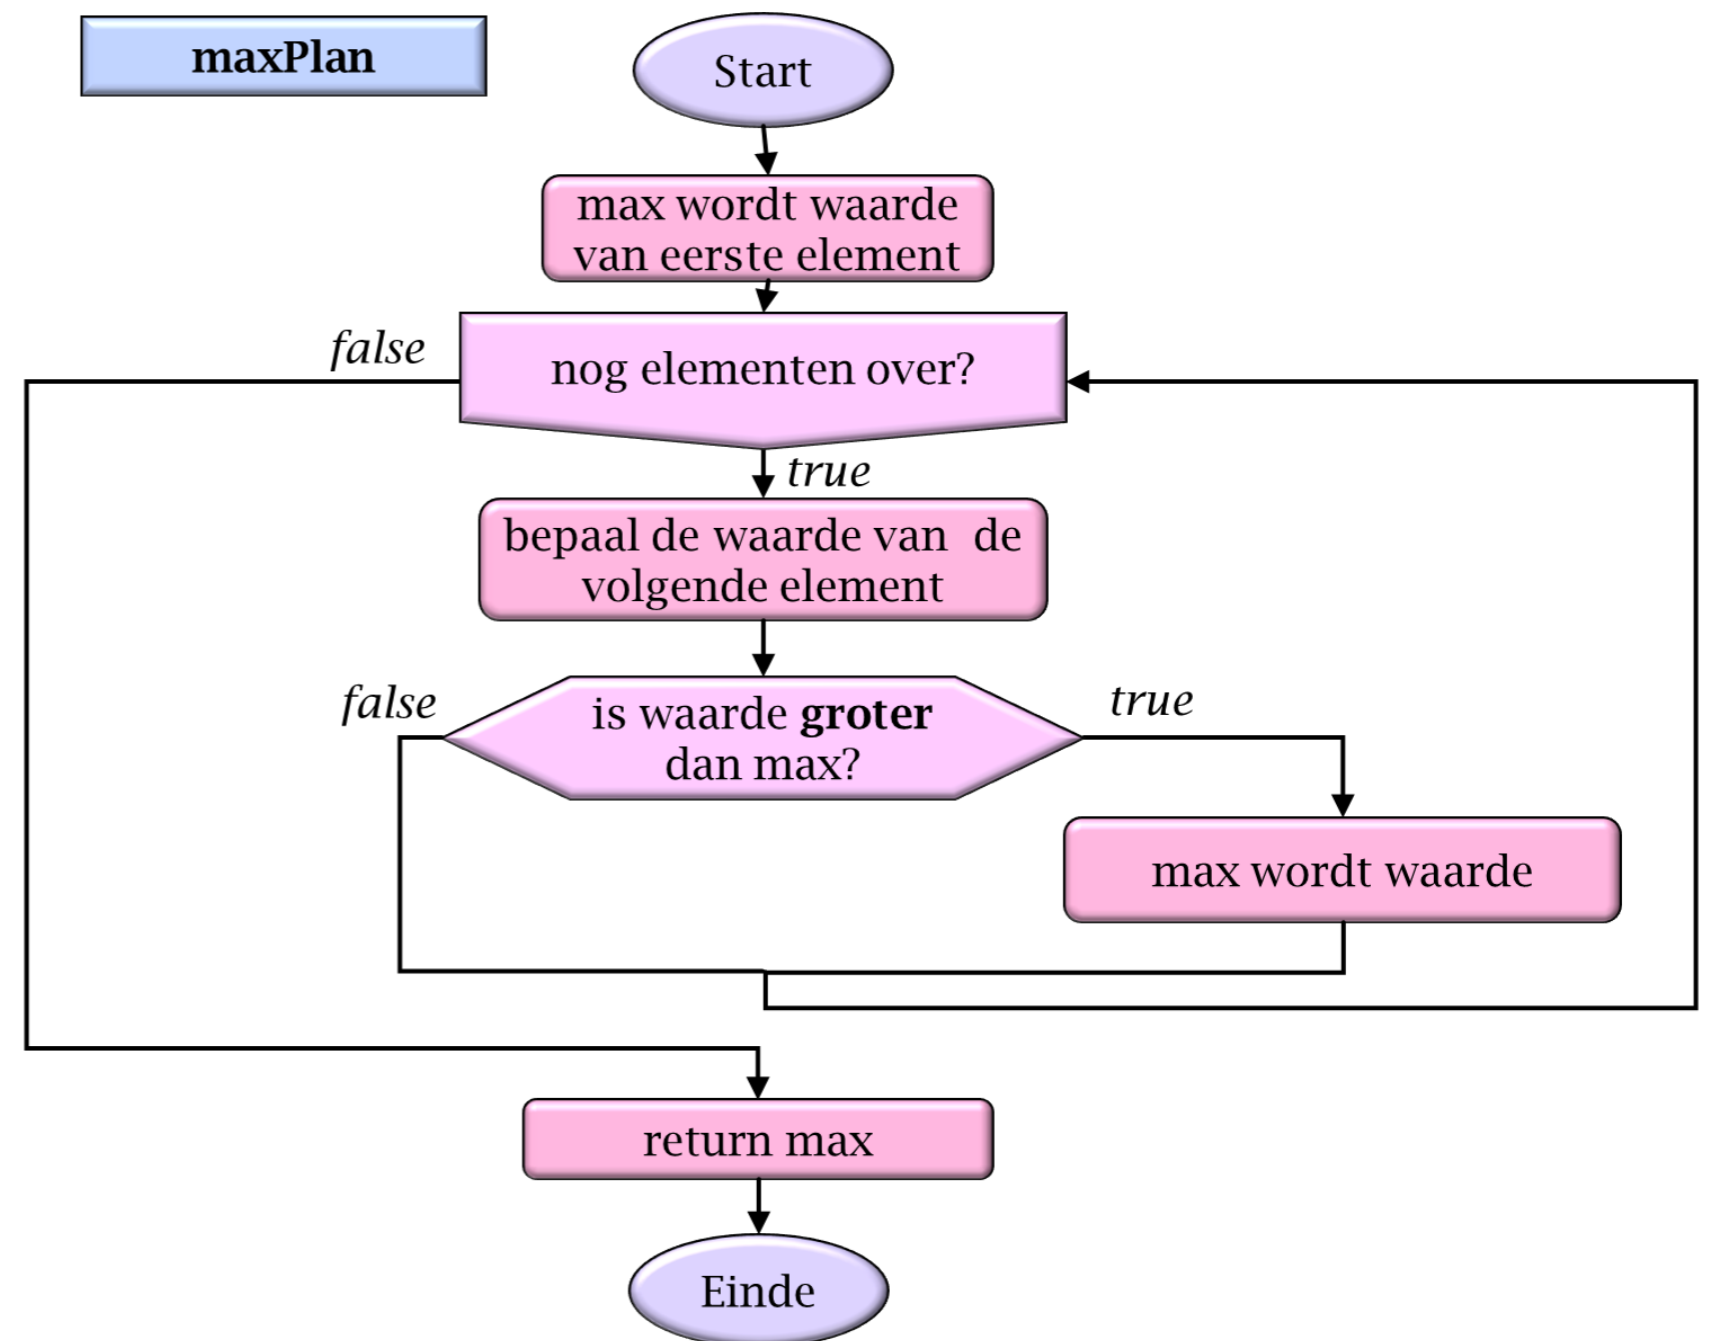 maxPlan
Start
max wordt waarde
van eerste element
false
nog elementen over?
true
bepaal de waarde van de
volgende element
false
is waarde groter
dan max?
true
max wordt waarde
return max
Einde